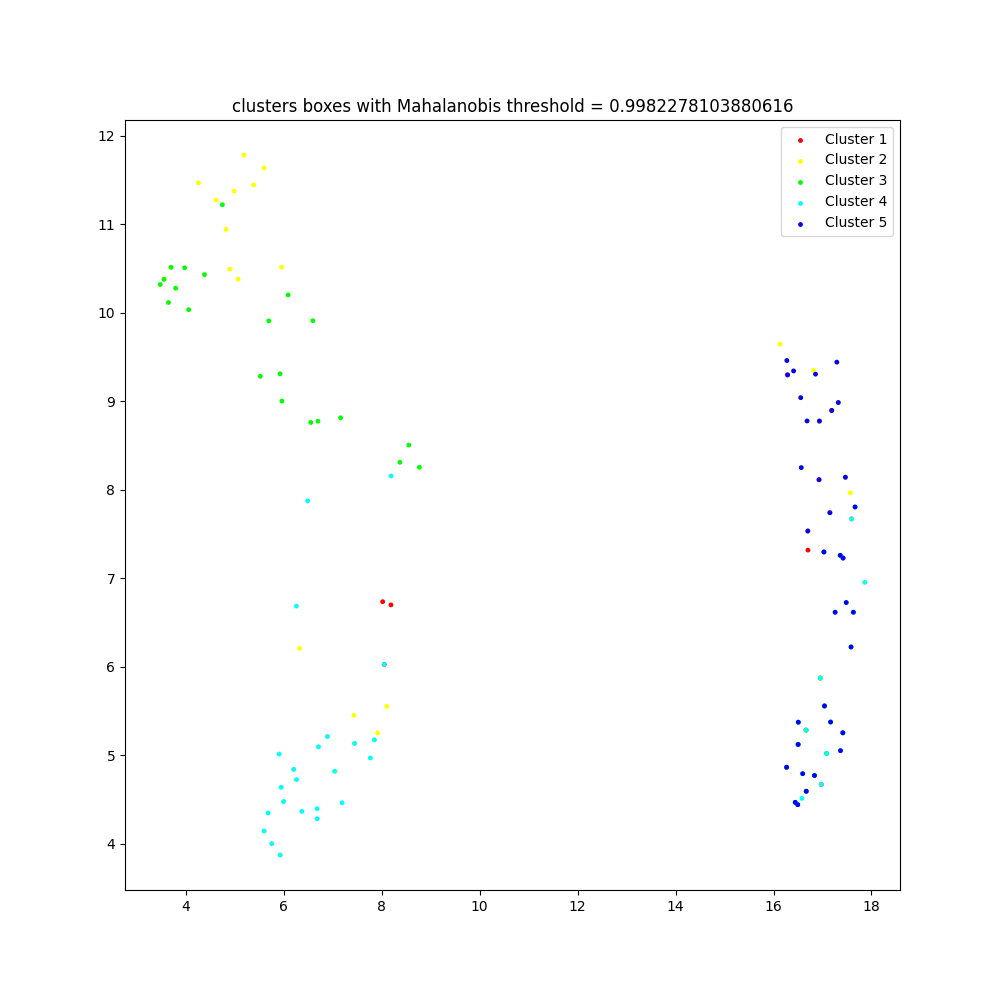 clusters boxes with Mahalanobis threshold = 0.9982278103880616
12
11
10
9
8
7
6
5
4
Cluster 1
Cluster 2
Cluster 3
Cluster 4
Cluster 5
4 6 8 10 12 14 16 18